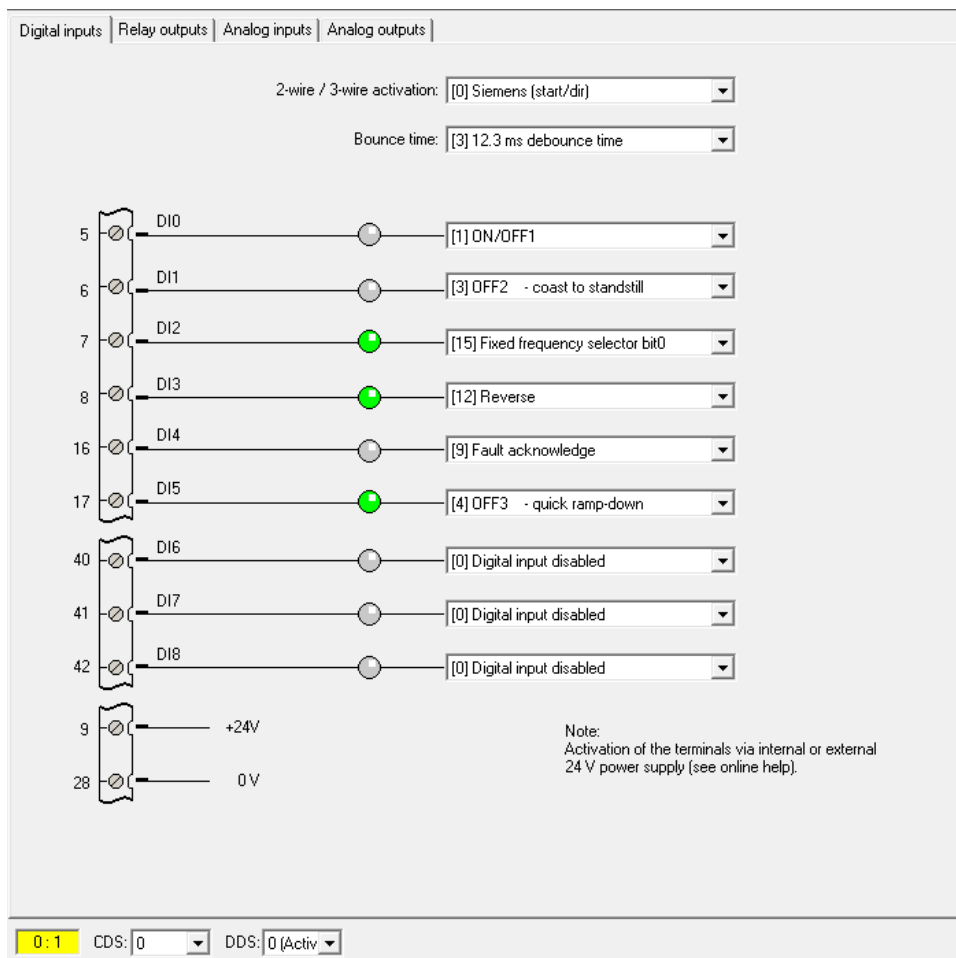 Digital inputs Relay outputs Analog inputs Analog outputs
2-wire / 3-wire activation: [0] Siemens (start/dir)
Bounce time: [3] 12.3 ms debounce time
5 DI0 [1] ON/OFF1
6 DI1 [3] OFF2 - coast to standstill
7 DI2 [15] Fixed frequency selector bit0
8 DI3 [12] Reverse
16 DI4 [9] Fault acknowledge
17 DI5 [4] OFF3 - quick ramp-down
40 DI6 [0] Digital input disabled
41 DI7 [0] Digital input disabled
42 DI8 [0] Digital input disabled
9 +24V
28 0 V
Note:
Activation of the terminals via internal or external
24 V power supply (see online help).
0 : 1 CDS: 0 DDS: 0 (Activ